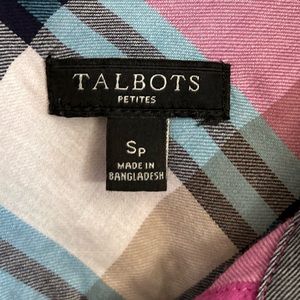 TALBOTS
PETITES
SP
MADE IN
BANGLADESH